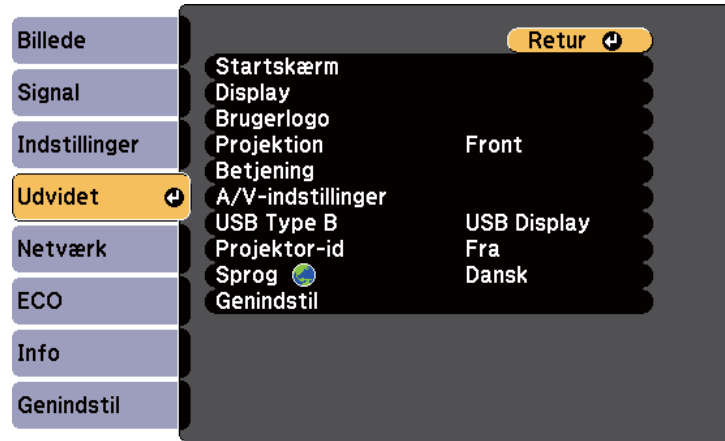 Billede
Signal
Indstillinger
Udvidet
Netværk
ECO
Info
Genindstil
Retur
Startskærm
Display
Brugerlogo
Projektion Front
Betjening
A/V-indstillinger
USB Type B USB Display
Projektor-id Fra
Sprog Dansk
Genindstil